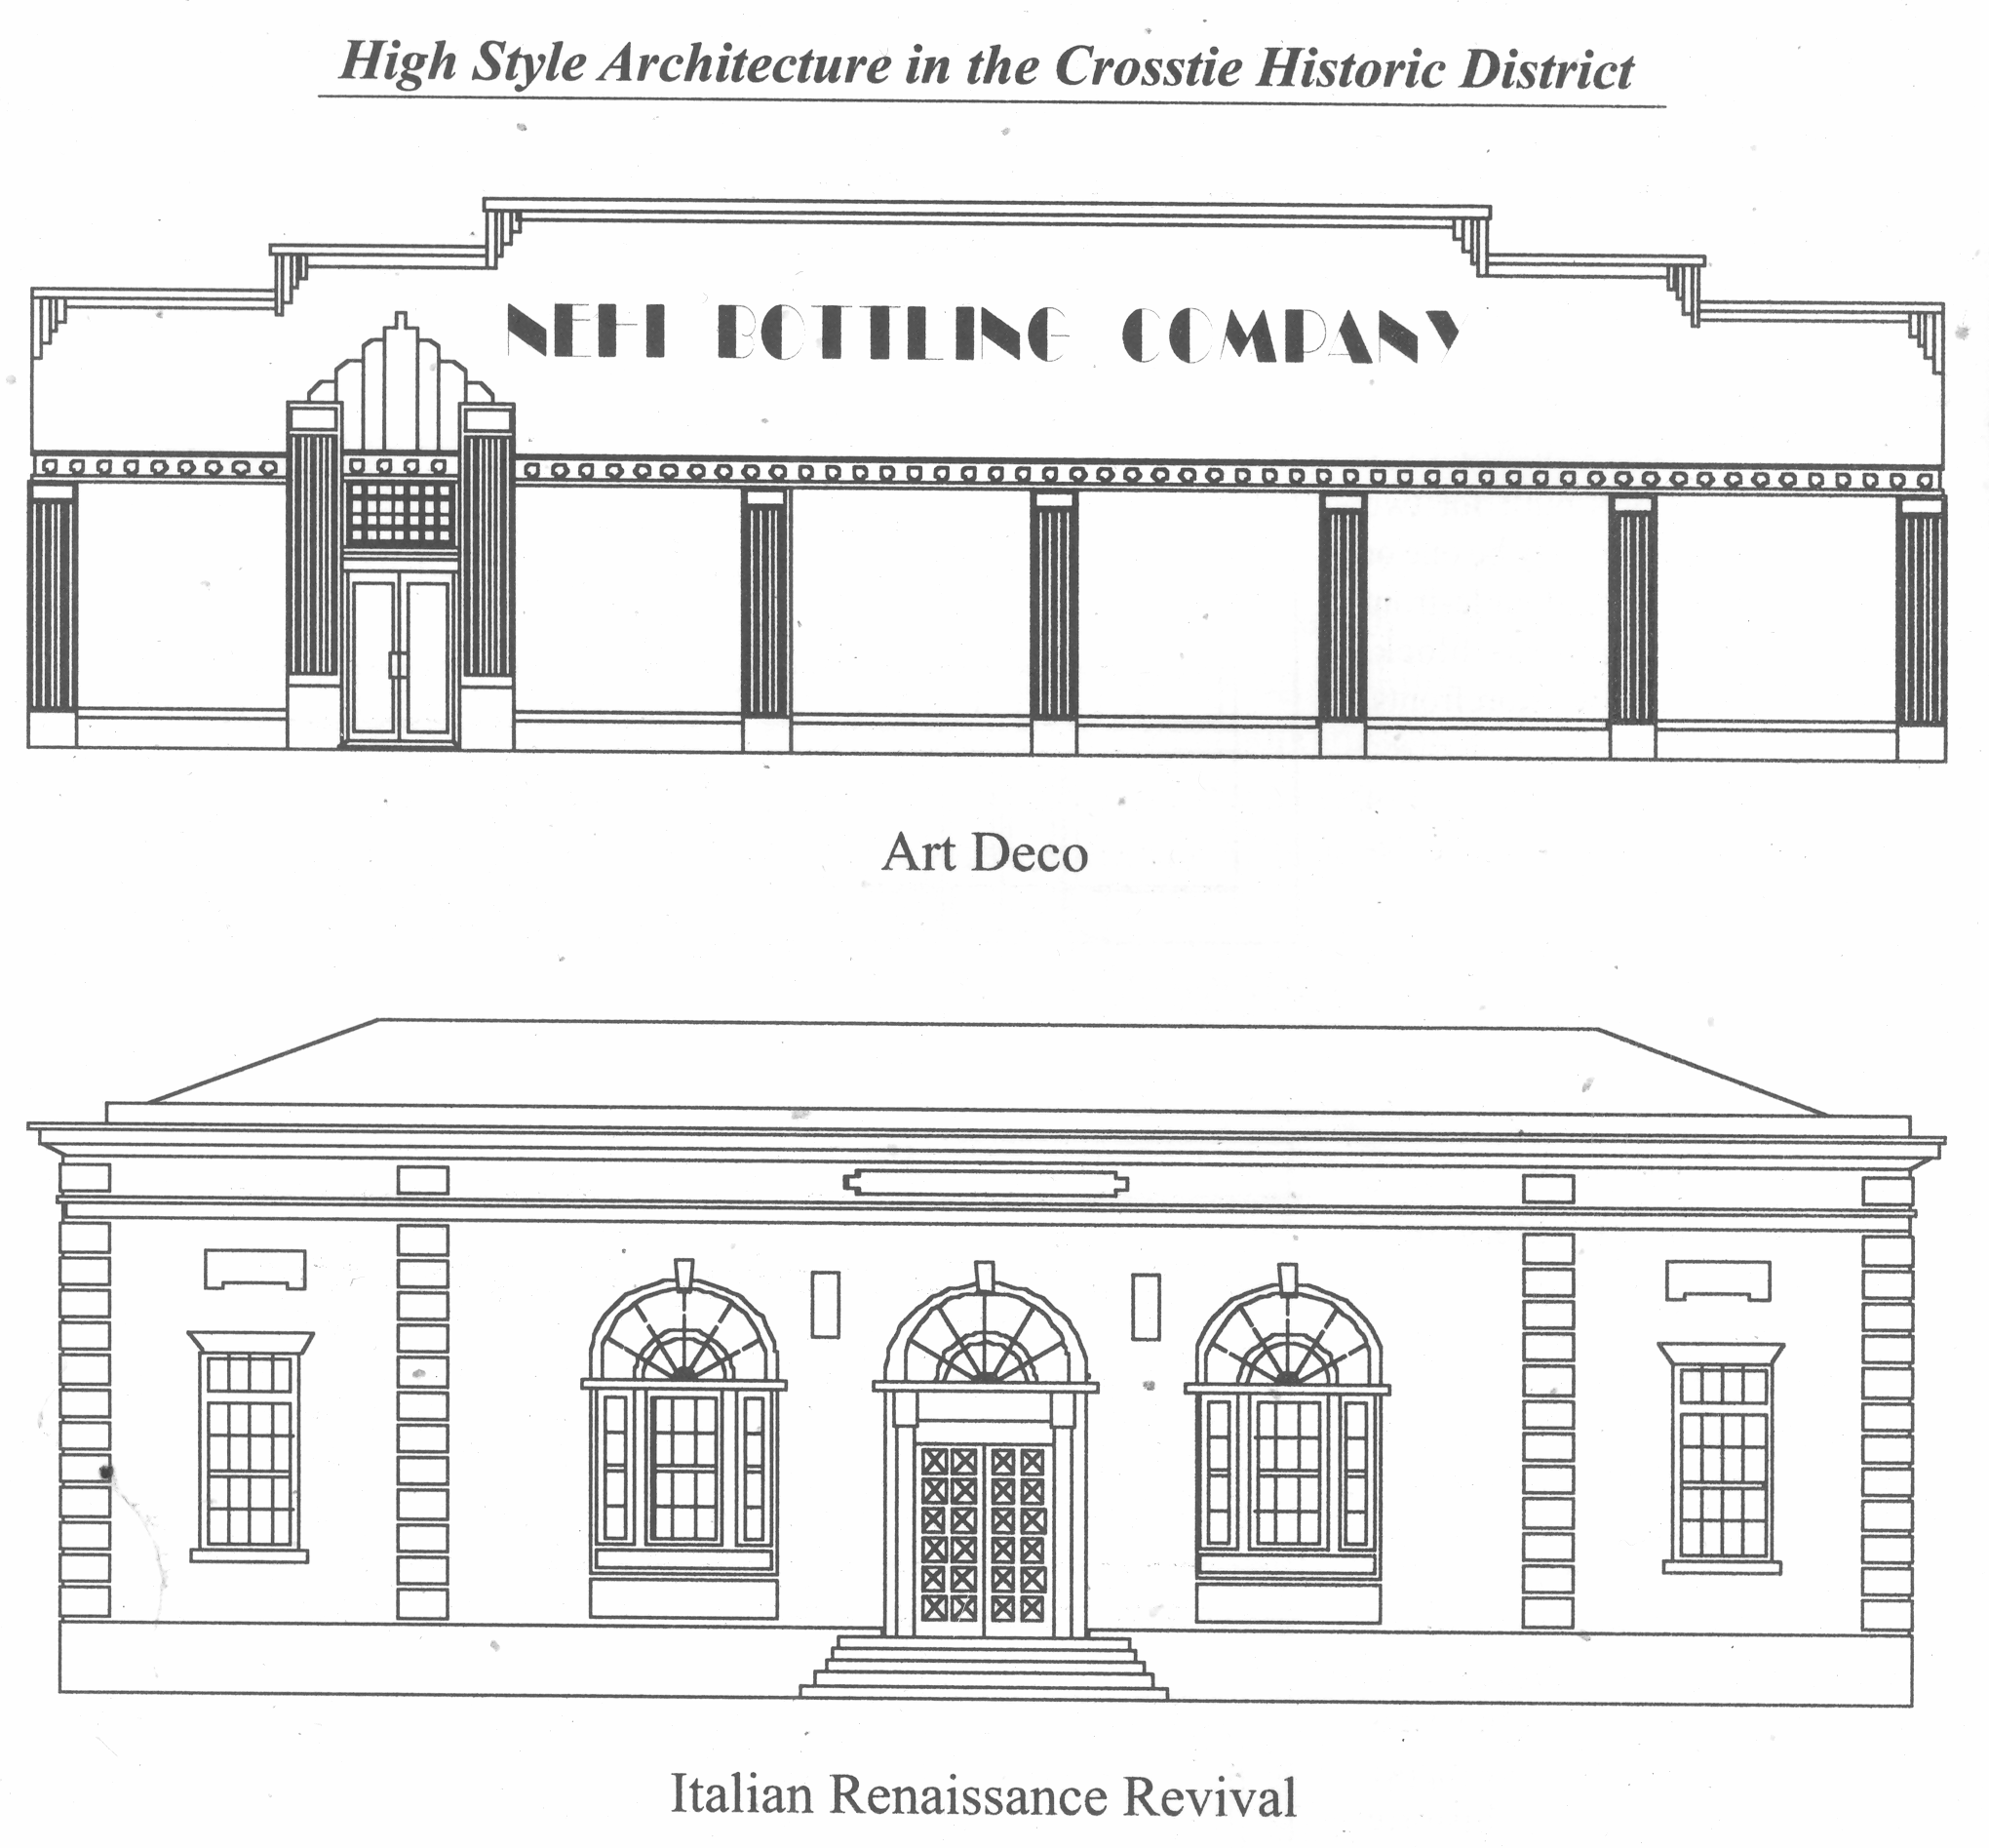 High Style Architecture in the Crosstie Historic District
NEHI BOTTLING COMPANY
Art Deco
Italian Renaissance Revival